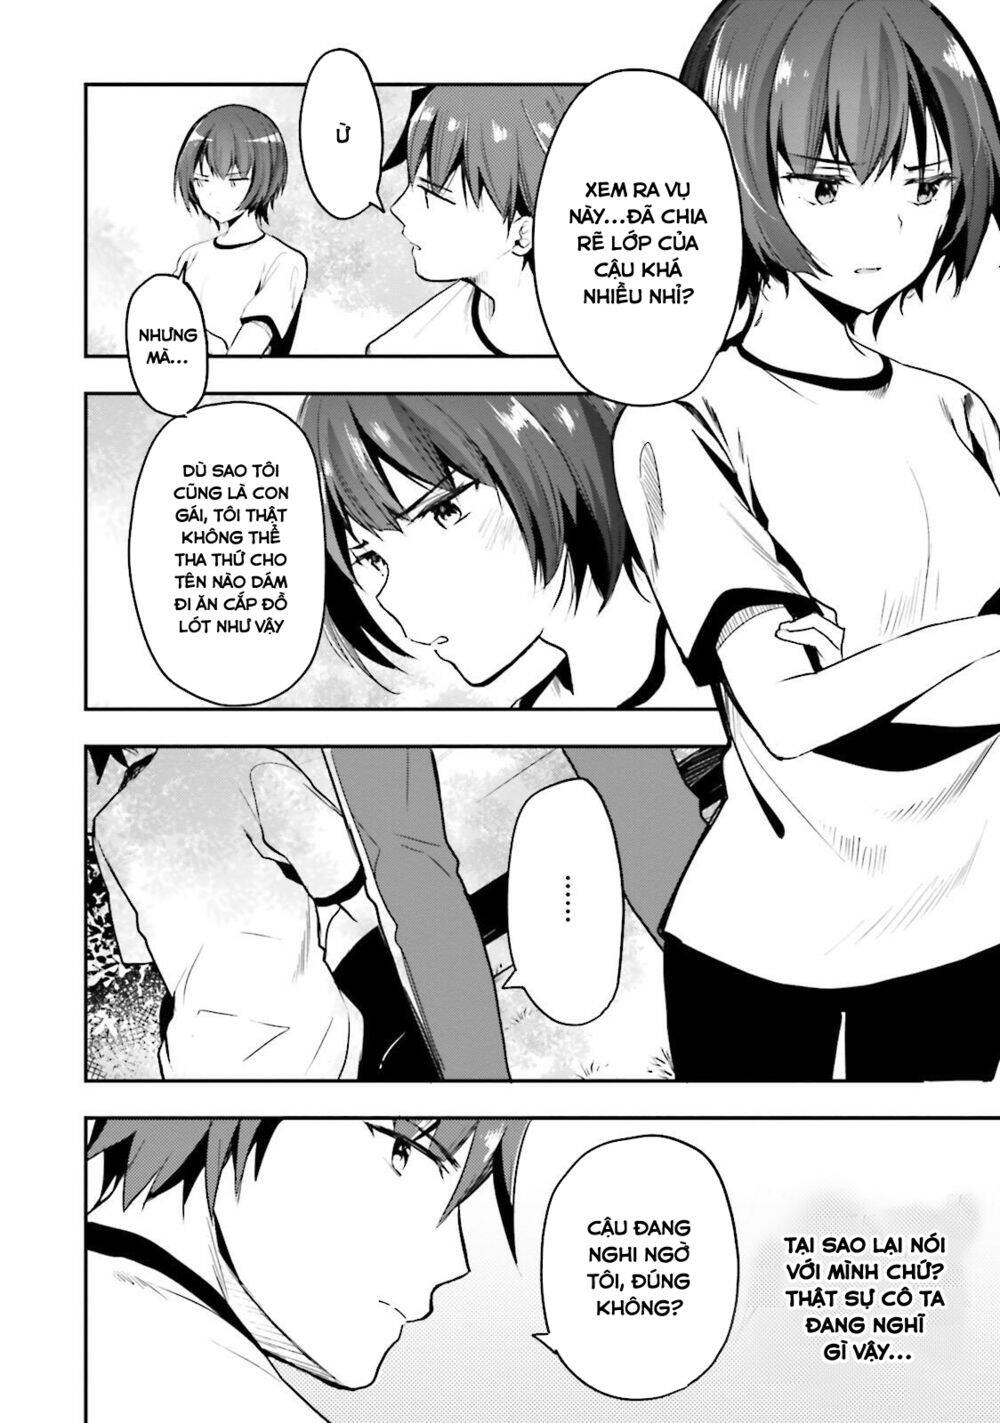 XEM RA VỤ
NÀY...ĐÃ CHIA
RẼ LỚP CỦA
CẬU KHÁ
NHIỀU NHỈ?
Ừ
NHƯNG
MÀ...
DÙ SAO TÔI
CŨNG LÀ CON
GÁI, TÔI THẬT
KHÔNG THỂ
THA THỨ CHO
TÊN NÀO DÁM
ĐI ĂN CẮP ĐỒ
LÓT NHƯ VẬY
.......
TẠI SAO LẠI NÓI
VỚI MÌNH CHỨ?
THẬT SỰ CÔ TA
ĐANG NGHĨ
GÌ VẬY...
CẬU ĐANG
NGHI NGỜ
TÔI, ĐÚNG
KHÔNG?